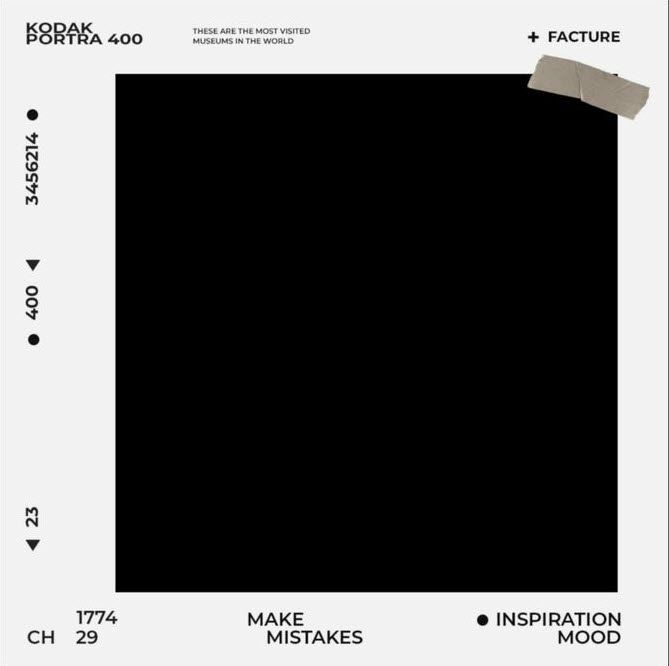 KODAK
PORTRA 400
THESE ARE THE MOST VISITED
MUSEUMS IN THE WORLD
+ FACTURE
3456214
400
23
CH
1774
29
MAKE
MISTAKES
INSPIRATION
MOOD